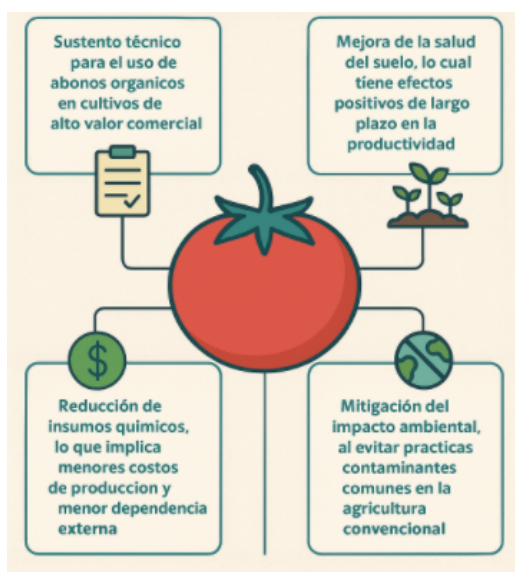 Sustento técnico
para el uso de
abonos organicos
en cultivos de
alto valor comercial
Mejora de la salud
del suelo, lo cual
tiene efectos
positivos de largo
plazo en la
productividad
$
Reducción de
insumos quimicos,
lo que implica
menores costos
de produccion y
menor dependencia
externa
Mitigación del
impacto ambiental,
al evitar practicas
contaminantes
comunes en la
agricultura
convencional